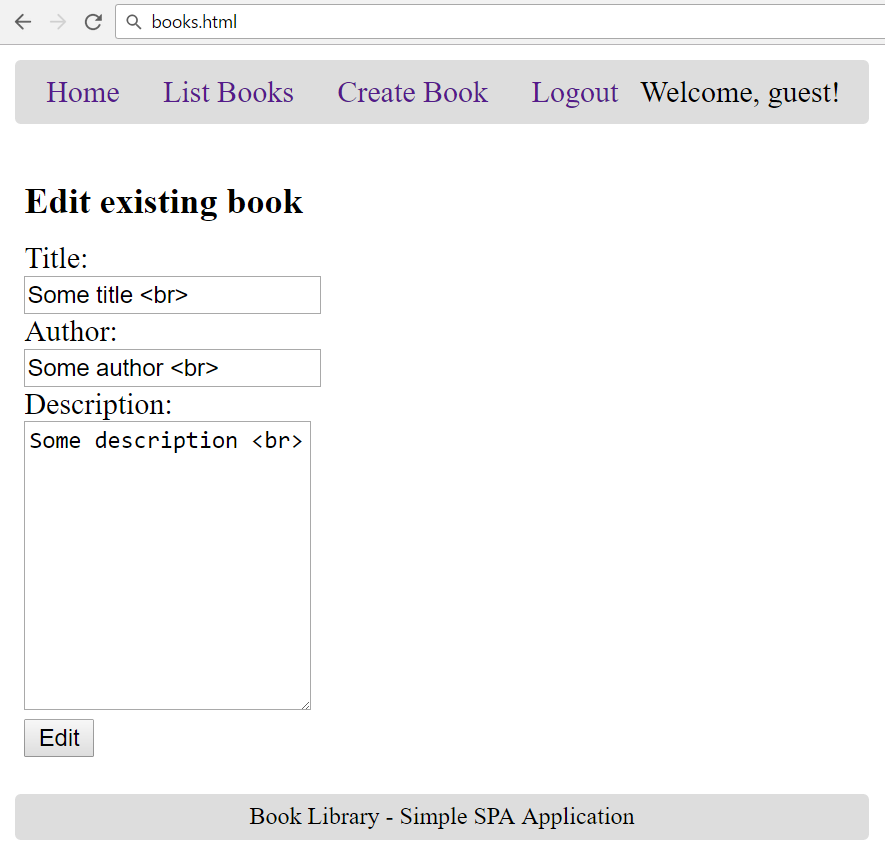 books.html
Home List Books Create Book Logout Welcome, guest!
Edit existing book
Title:
Some title <br>
Author:
Some author <br>
Description:
Some description <br>
Edit
Book Library - Simple SPA Application